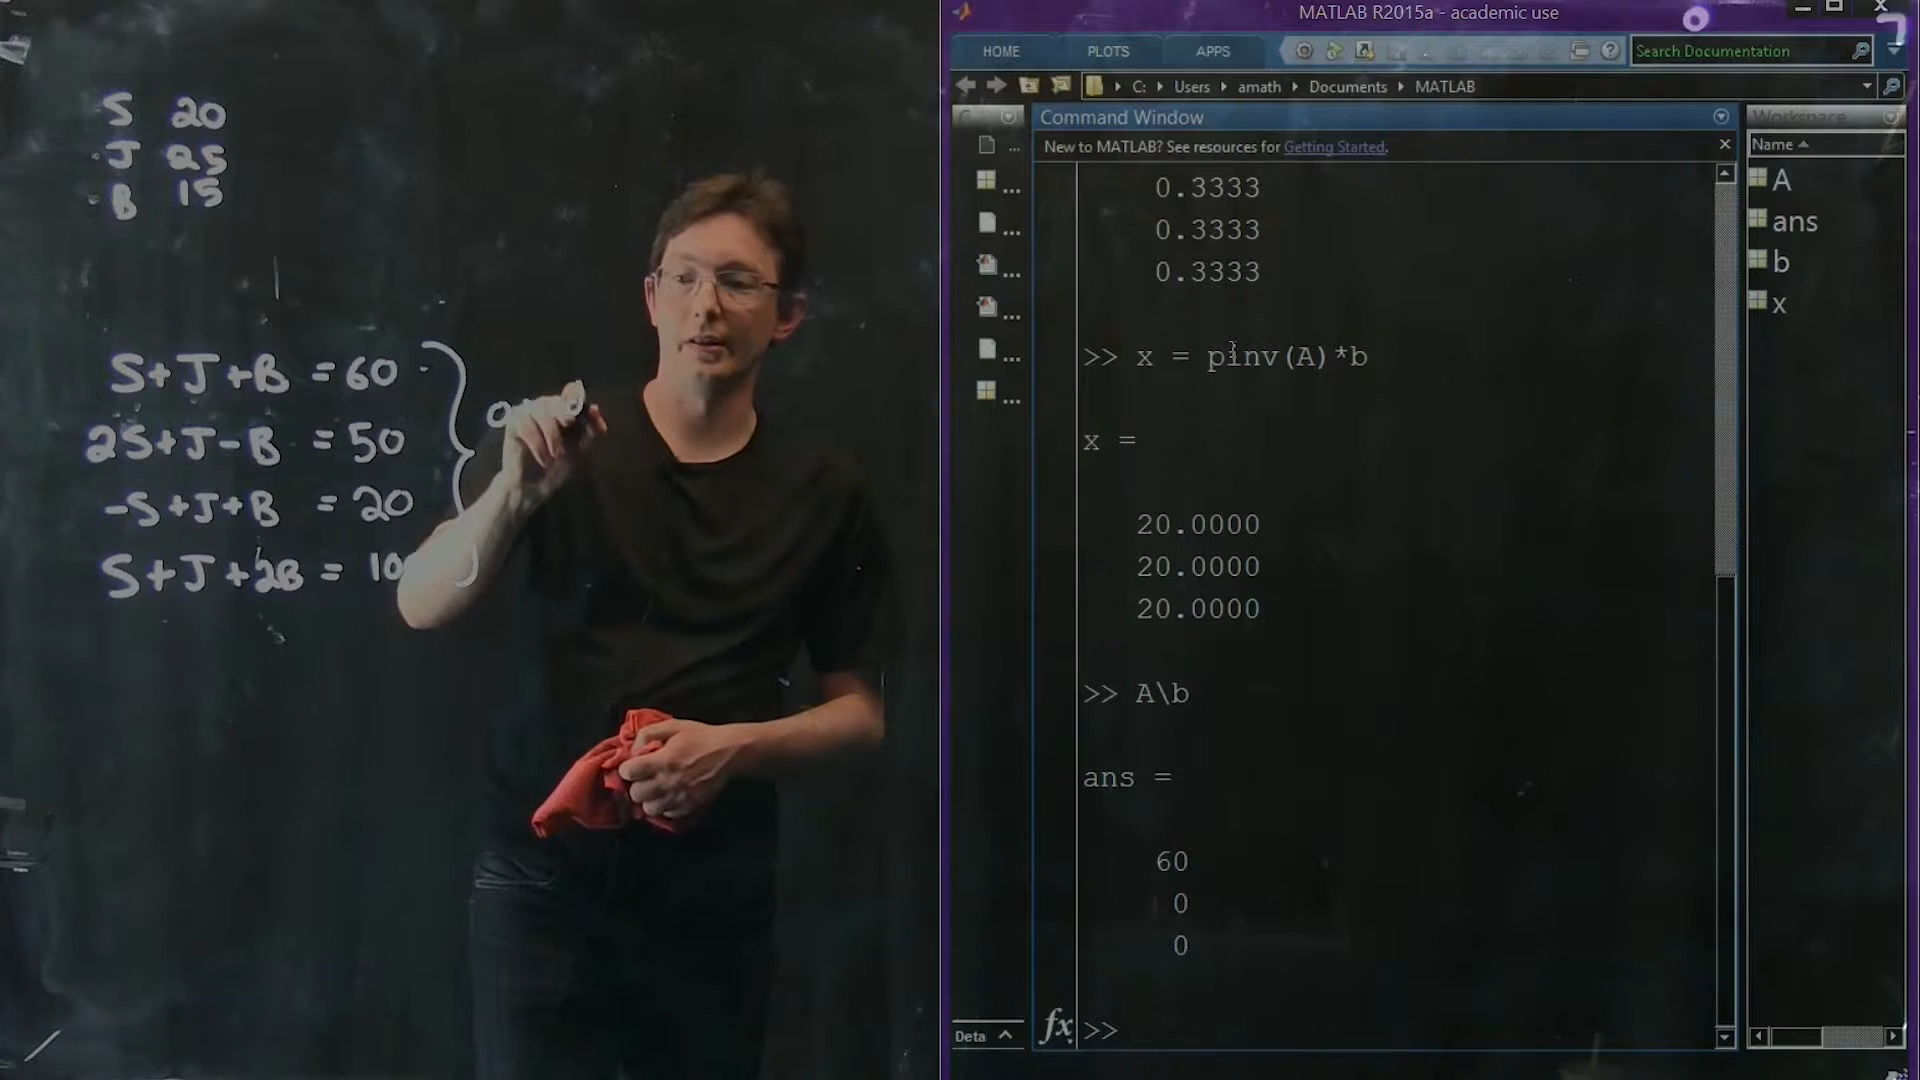 S 20
J 25
B 15
S+J+B = 60
2S+J-B = 50
-S+J+B = 20
S+J+2B = 10
MATLAB R2015a - academic use
HOME PLOTS APPS
Search Documentation
C: Users amath Documents MATLAB
Command Window
New to MATLAB? See resources for Getting Started.
0.3333
0.3333
0.3333
>> x = pinv(A)*b
x =
20.0000
20.0000
20.0000
>> A\b
ans =
60
0
0
fx >>
Deta
Workspace
Name
A
ans
b
x